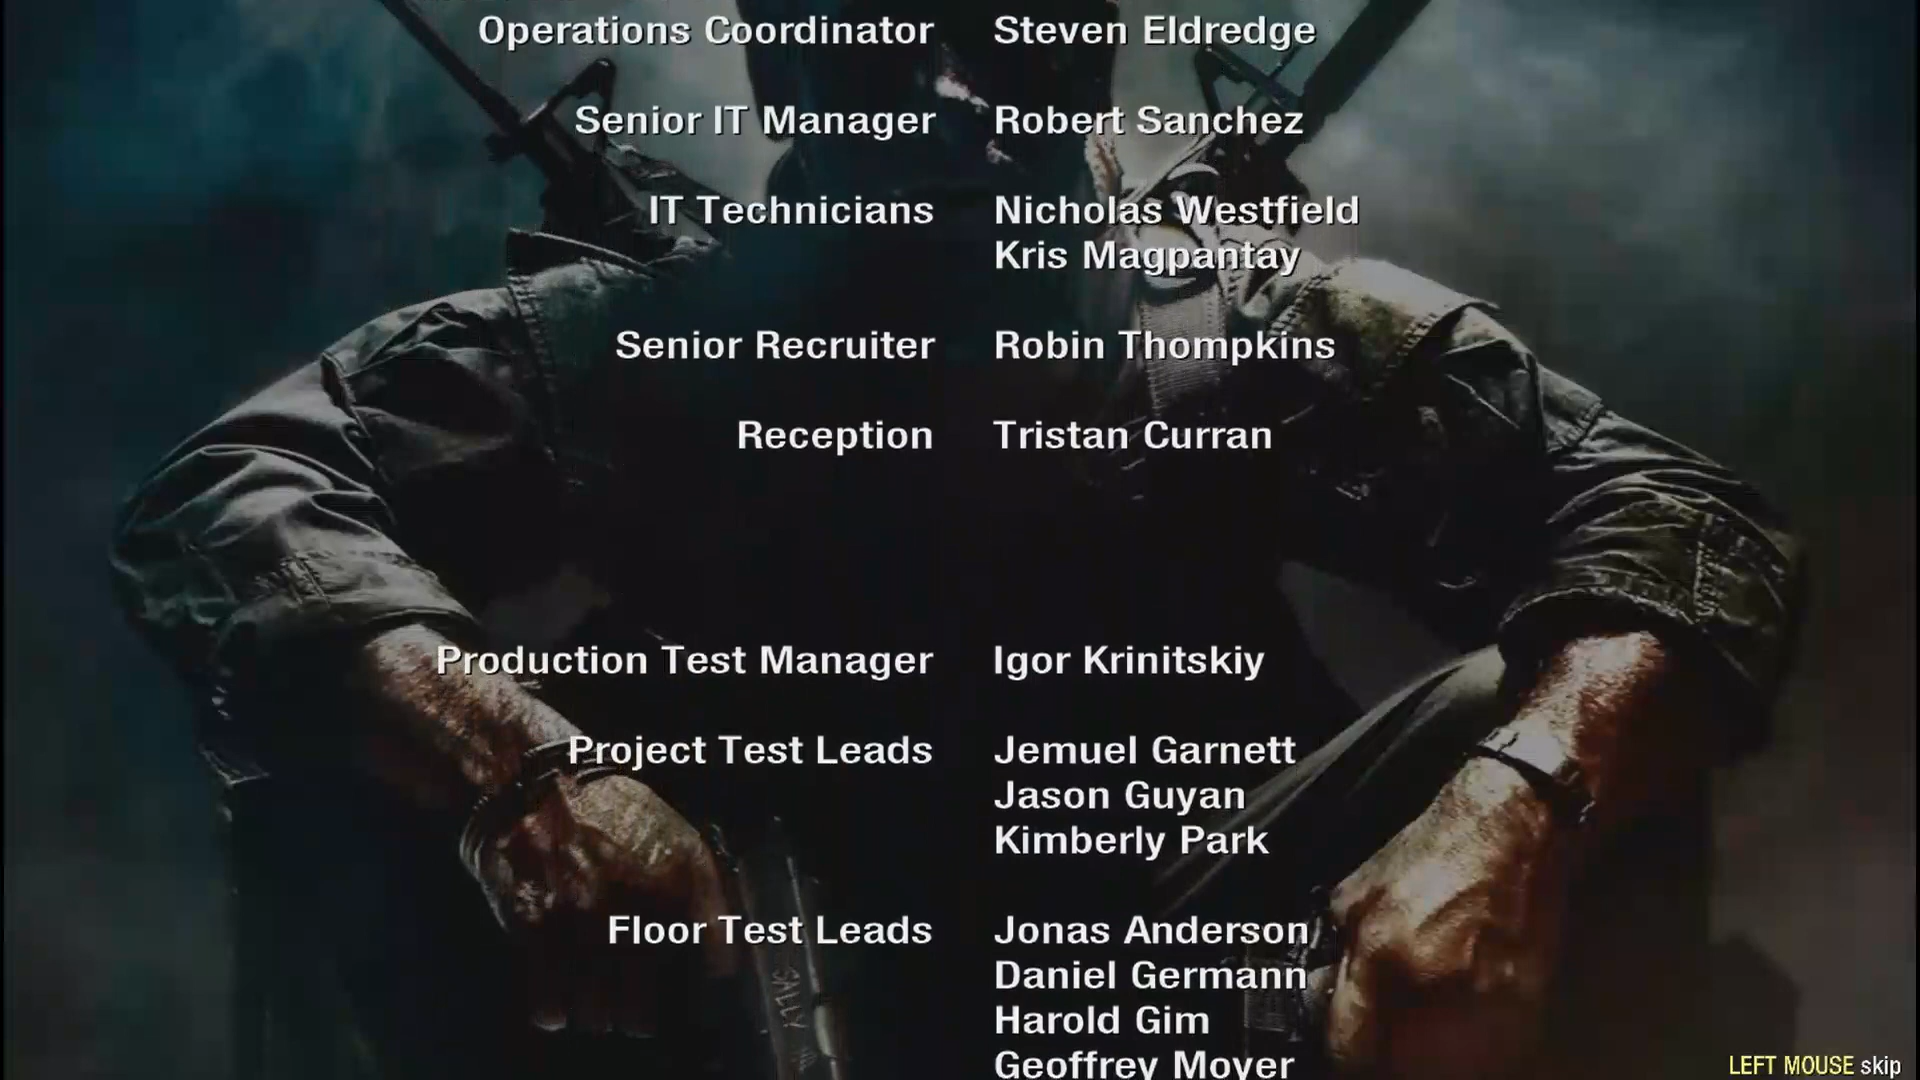 Operations Coordinator Steven Eldredge
Senior IT Manager Robert Sanchez
IT Technicians Nicholas Westfield
Kris Magpantay
Senior Recruiter Robin Thompkins
Reception Tristan Curran
Production Test Manager Igor Krinitskiy
Project Test Leads Jemuel Garnett
Jason Guyan
Kimberly Park
Floor Test Leads Jonas Anderson
Daniel Germann
SALLY
Harold Gim
Geoffrey Moyer
LEFT MOUSE skip